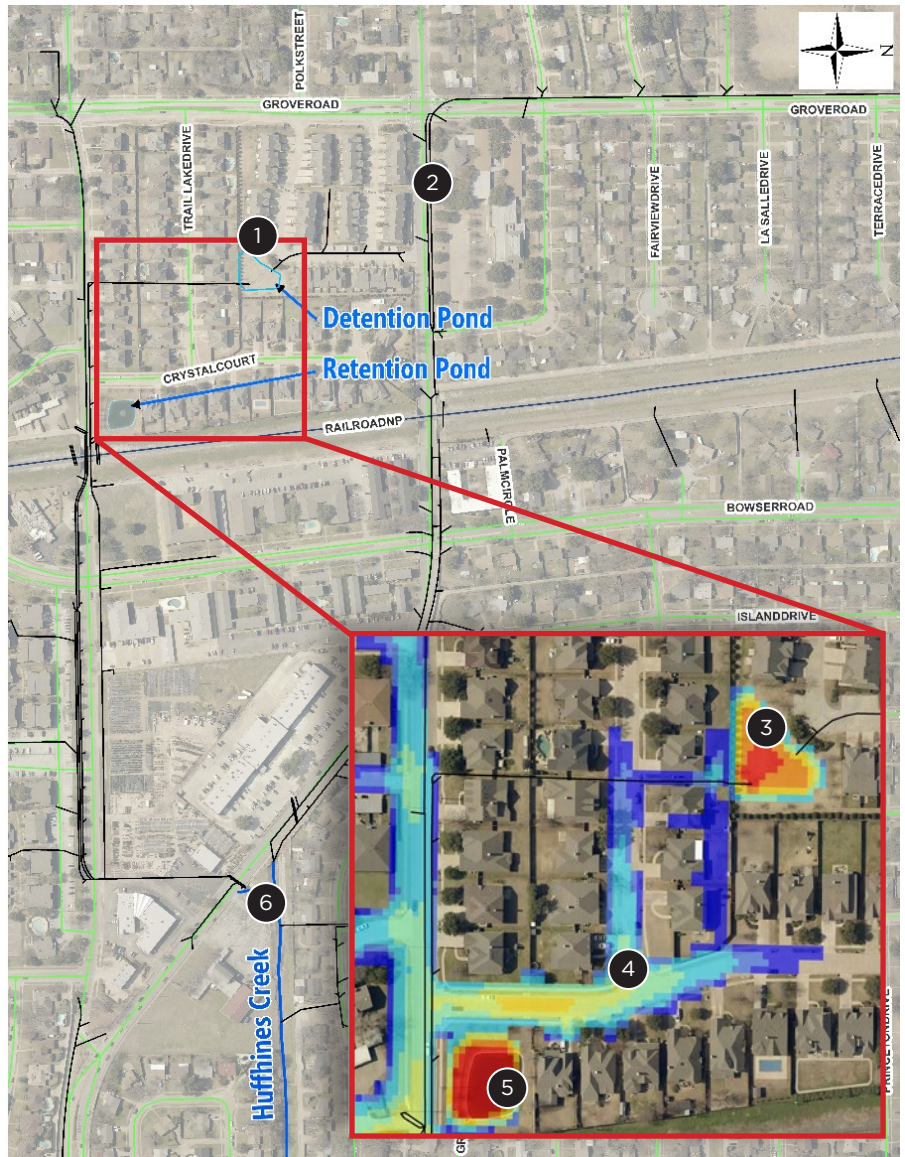 POLKSTREET
N
GROVEROAD
GROVEROAD
2
TRAIL LAKEDRIVE
FAIRVIEWDRIVE
LA SALLEDRIVE
TERRACEDRIVE
1
Detention Pond
CRYSTALCOURT
Retention Pond
RAILROADNP
PALMCIRCLE
BOWSERROAD
ISLANDDRIVE
3
6
4
Huffhines Creek
PRINCETONDRIVE
5
GR